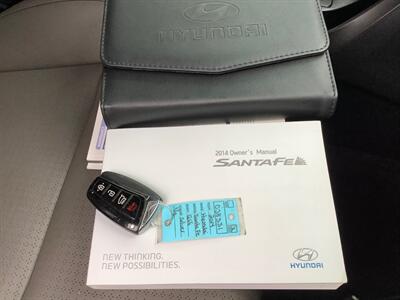 HYUNDAI
2014 Owner's Manual
SANTA FE
NEW THINKING.
NEW POSSIBILITIES.
HYUNDAI